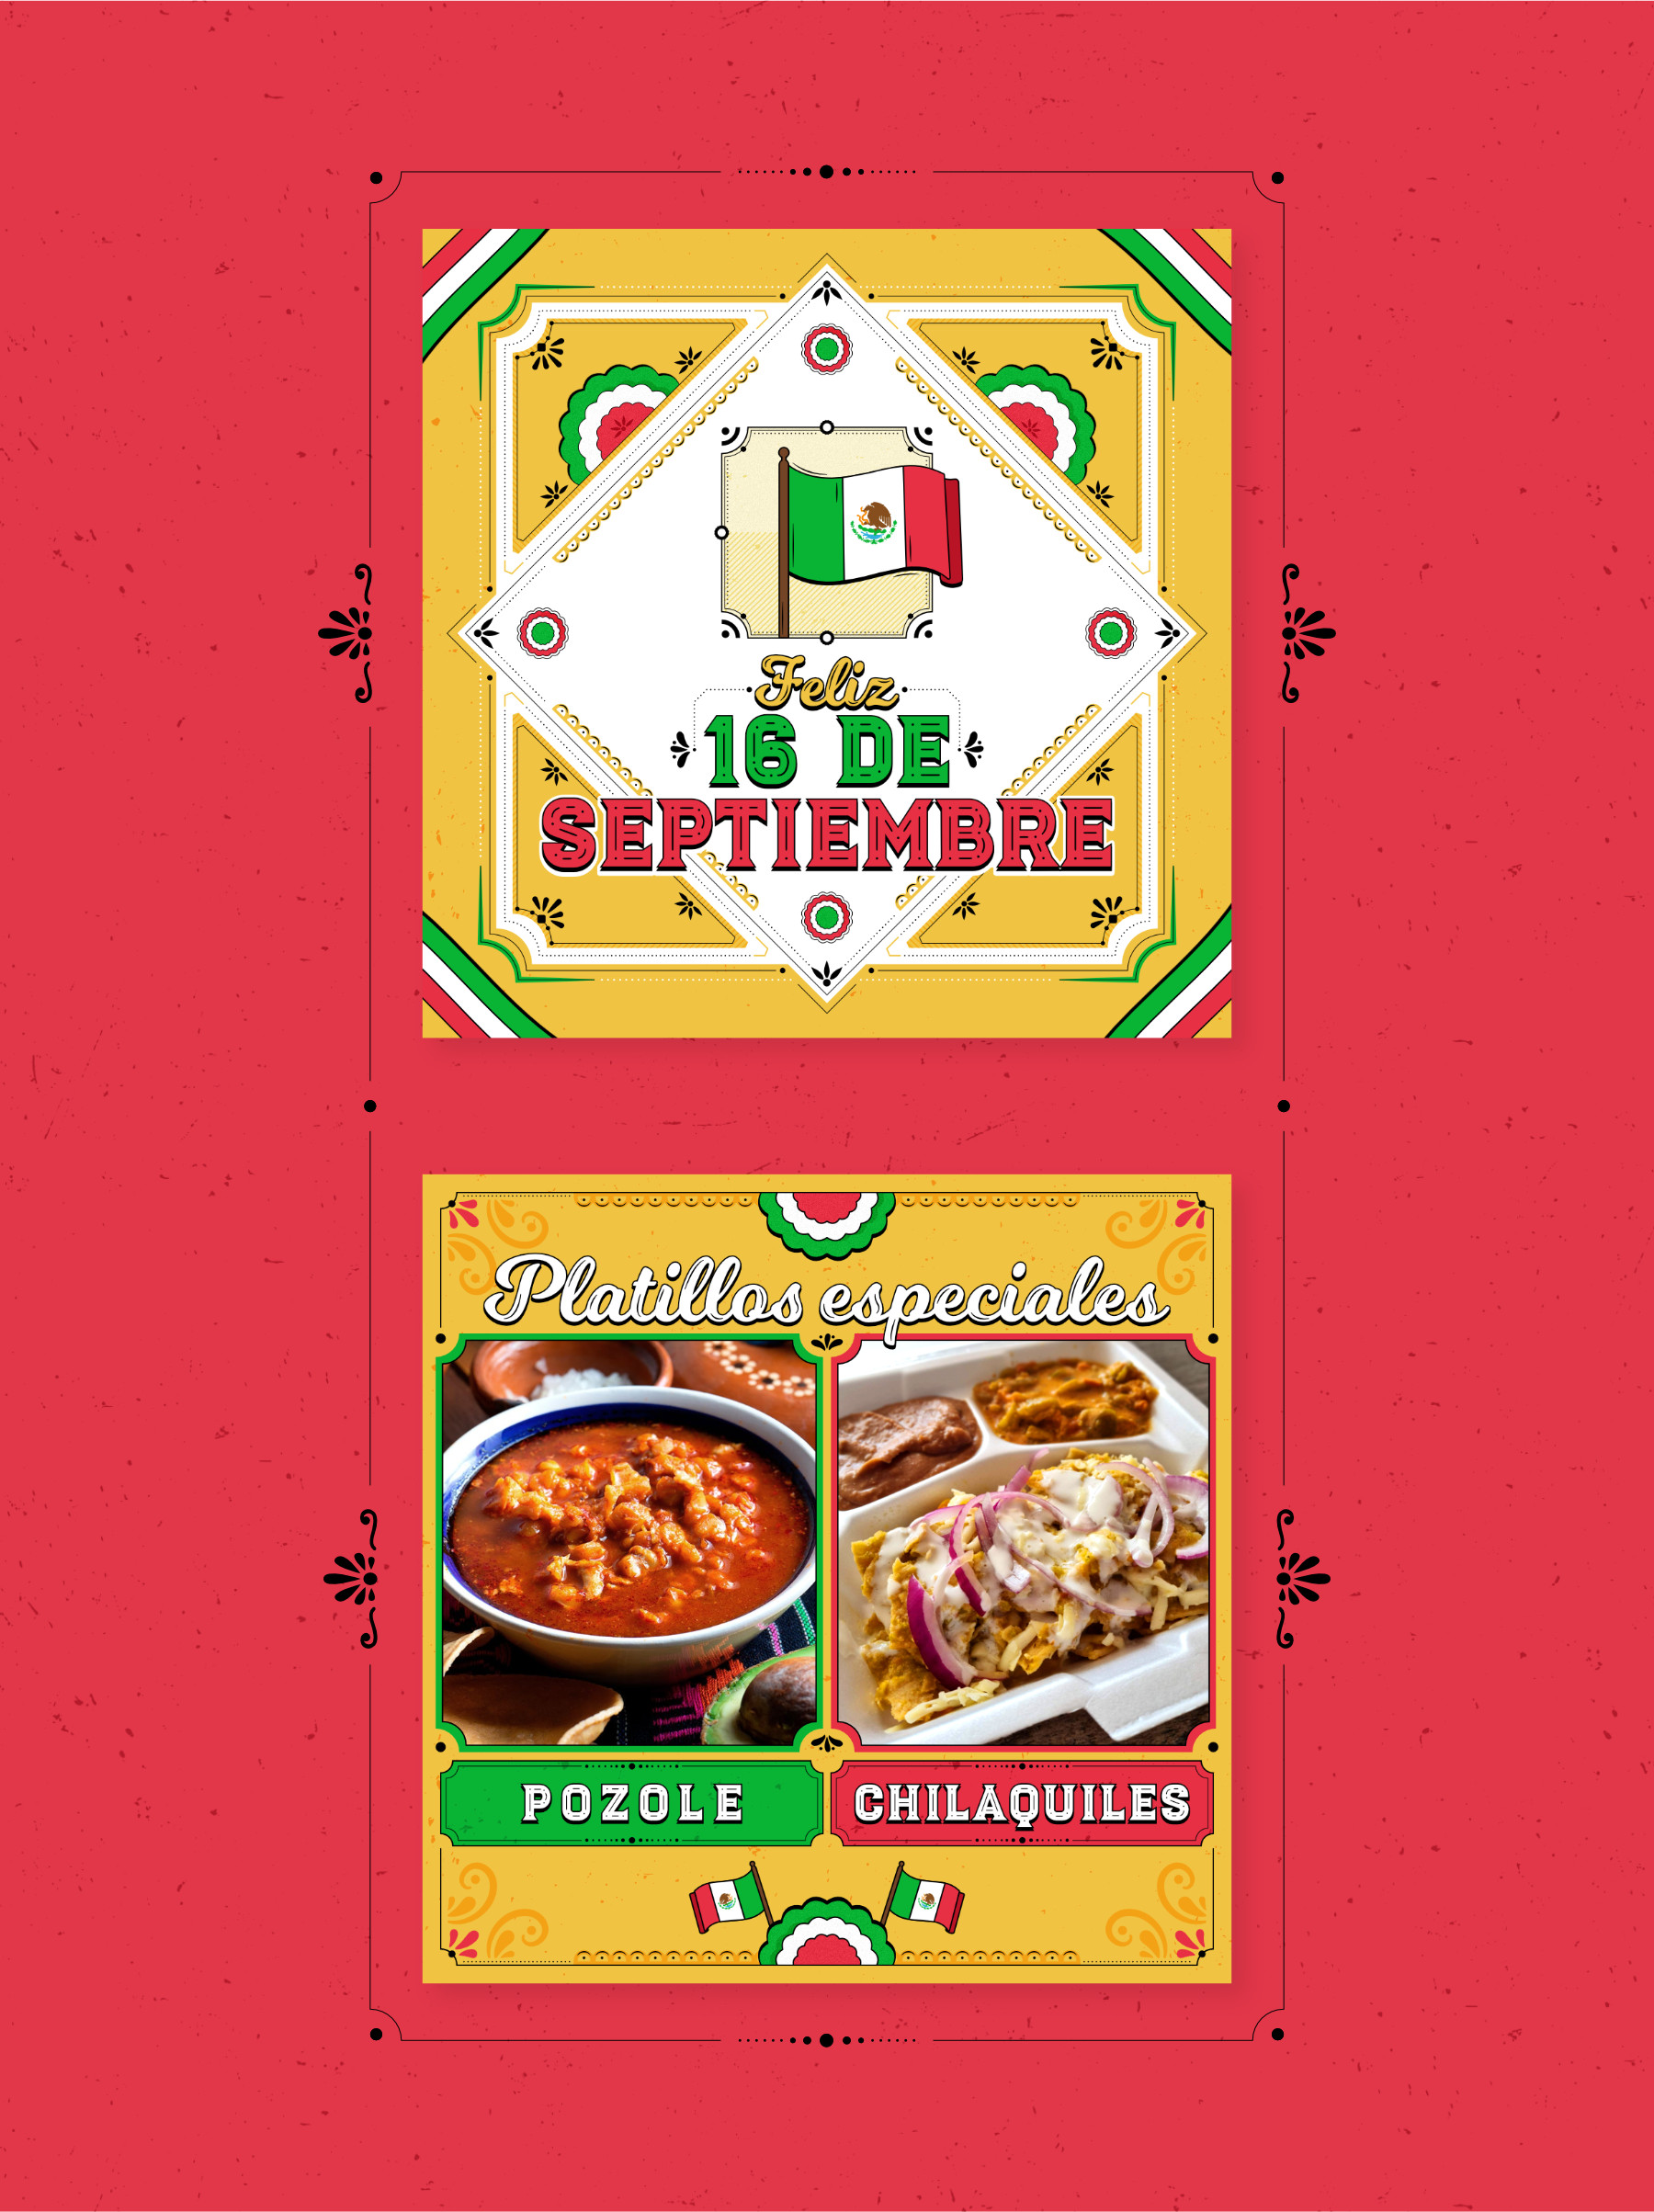 Feliz
16 DE
SEPTIEMBRE
Platillos especiales
POZOLE
CHILAQUILES